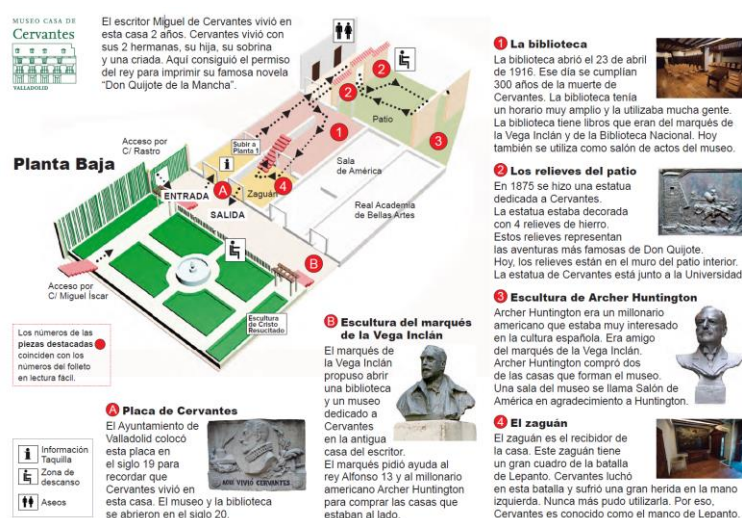 MUSEO CASA DE
Cervantes
VALLADOLID
El escritor Miguel de Cervantes vivió en
esta casa 2 años. Cervantes vivió con
sus 2 hermanas, su hija, su sobrina
y una criada. Aquí consiguió el permiso
del rey para imprimir su famosa novela
“Don Quijote de la Mancha”.
Planta Baja
Acceso por
C/ Rastro
ENTRADA
SALIDA
A
Subir a
Planta 1
Zaguán
4
1
2
2
Patio
3
Sala
de América
Real Academia
de Bellas Artes
B
Acceso por
C/ Miguel Íscar
Escultura
de Cristo
Resucitado
Los números de las
piezas destacadas
coinciden con los
números del folleto
en lectura fácil.
Información
Taquilla
Zona de
descanso
Aseos
A Placa de Cervantes
El Ayuntamiento de
Valladolid colocó
esta placa en
el siglo 19 para
recordar que
Cervantes vivió en
esta casa. El museo y la biblioteca
se abrieron en el siglo 20.
AQUI VIVIÓ CERVANTES
B Escultura del marqués
de la Vega Inclán
El marqués de
la Vega Inclán
propuso abrir
una biblioteca
y un museo
dedicado a
Cervantes
en la antigua
casa del escritor.
El marqués pidió ayuda al
rey Alfonso 13 y al millonario
americano Archer Huntington
para comprar las casas que
estaban al lado.
1 La biblioteca
La biblioteca abrió el 23 de abril
de 1916. Ese día se cumplían
300 años de la muerte de
Cervantes. La biblioteca tenía
un horario muy amplio y la utilizaba mucha gente.
La biblioteca tiene libros que eran del marqués de
la Vega Inclán y de la Biblioteca Nacional. Hoy
también se utiliza como salón de actos del museo.
2 Los relieves del patio
En 1875 se hizo una estatua
dedicada a Cervantes.
La estatua estaba decorada
con 4 relieves de hierro.
Estos relieves representan
las aventuras más famosas de Don Quijote.
Hoy, los relieves están en el muro del patio interior.
La estatua de Cervantes está junto a la Universidad
3 Escultura de Archer Huntington
Archer Huntington era un millonario
americano que estaba muy interesado
en la cultura española. Era amigo
del marqués de la Vega Inclán.
Archer Huntington compró dos
de las casas que forman el museo.
Una sala del museo se llama Salón de
América en agradecimiento a Huntington.
4 El zaguán
El zaguán es el recibidor de
la casa. Este zaguán tiene
un gran cuadro de la batalla
de Lepanto. Cervantes luchó
en esta batalla y sufrió una gran herida en la mano
izquierda. Nunca más pudo utilizarla. Por eso,
Cervantes es conocido como el manco de Lepanto.